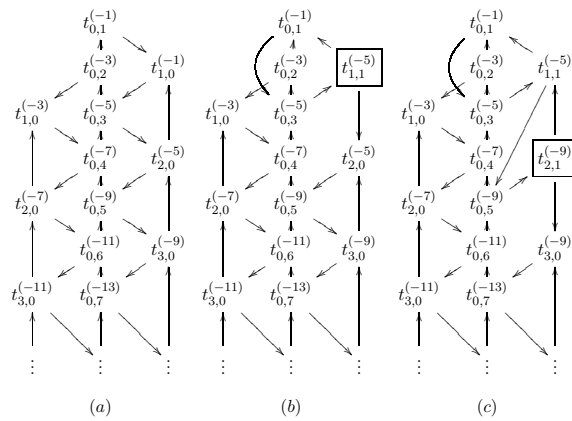 t_{0,1}^{(-1)} t_{0,1}^{(-1)} t_{0,1}^{(-1)}
t_{0,2}^{(-3)} t_{1,0}^{(-1)} t_{0,2}^{(-3)} t_{1,1}^{(-5)} t_{0,2}^{(-3)} t_{1,1}^{(-5)}
t_{1,0}^{(-3)} t_{0,3}^{(-5)} t_{1,0}^{(-3)} t_{0,3}^{(-5)} t_{1,0}^{(-3)} t_{0,3}^{(-5)}
t_{0,4}^{(-7)} t_{2,0}^{(-5)} t_{0,4}^{(-7)} t_{2,0}^{(-5)} t_{0,4}^{(-7)} t_{2,1}^{(-9)}
t_{2,0}^{(-7)} t_{0,5}^{(-9)} t_{2,0}^{(-7)} t_{0,5}^{(-9)} t_{2,0}^{(-7)} t_{0,5}^{(-9)}
t_{0,6}^{(-11)} t_{3,0}^{(-9)} t_{0,6}^{(-11)} t_{3,0}^{(-9)} t_{0,6}^{(-11)} t_{3,0}^{(-9)}
t_{3,0}^{(-11)} t_{0,7}^{(-13)} t_{3,0}^{(-11)} t_{0,7}^{(-13)} t_{3,0}^{(-11)} t_{0,7}^{(-13)}
⋮ ⋮ ⋮ ⋮ ⋮ ⋮ ⋮ ⋮ ⋮
(a) (b) (c)